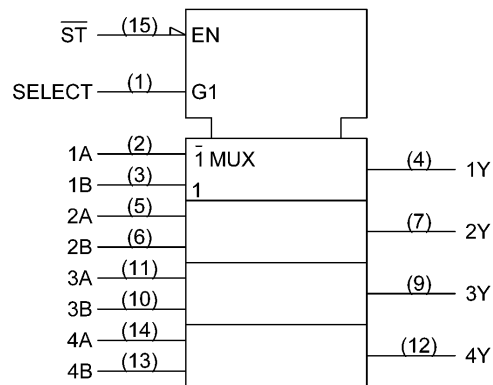 S̅T̅ (15) EN
SELECT (1) G1
1A (2) 1̅ MUX (4) 1Y
1B (3) 1
2A (5) (7) 2Y
2B (6)
3A (11) (9) 3Y
3B (10)
4A (14) (12) 4Y
4B (13)